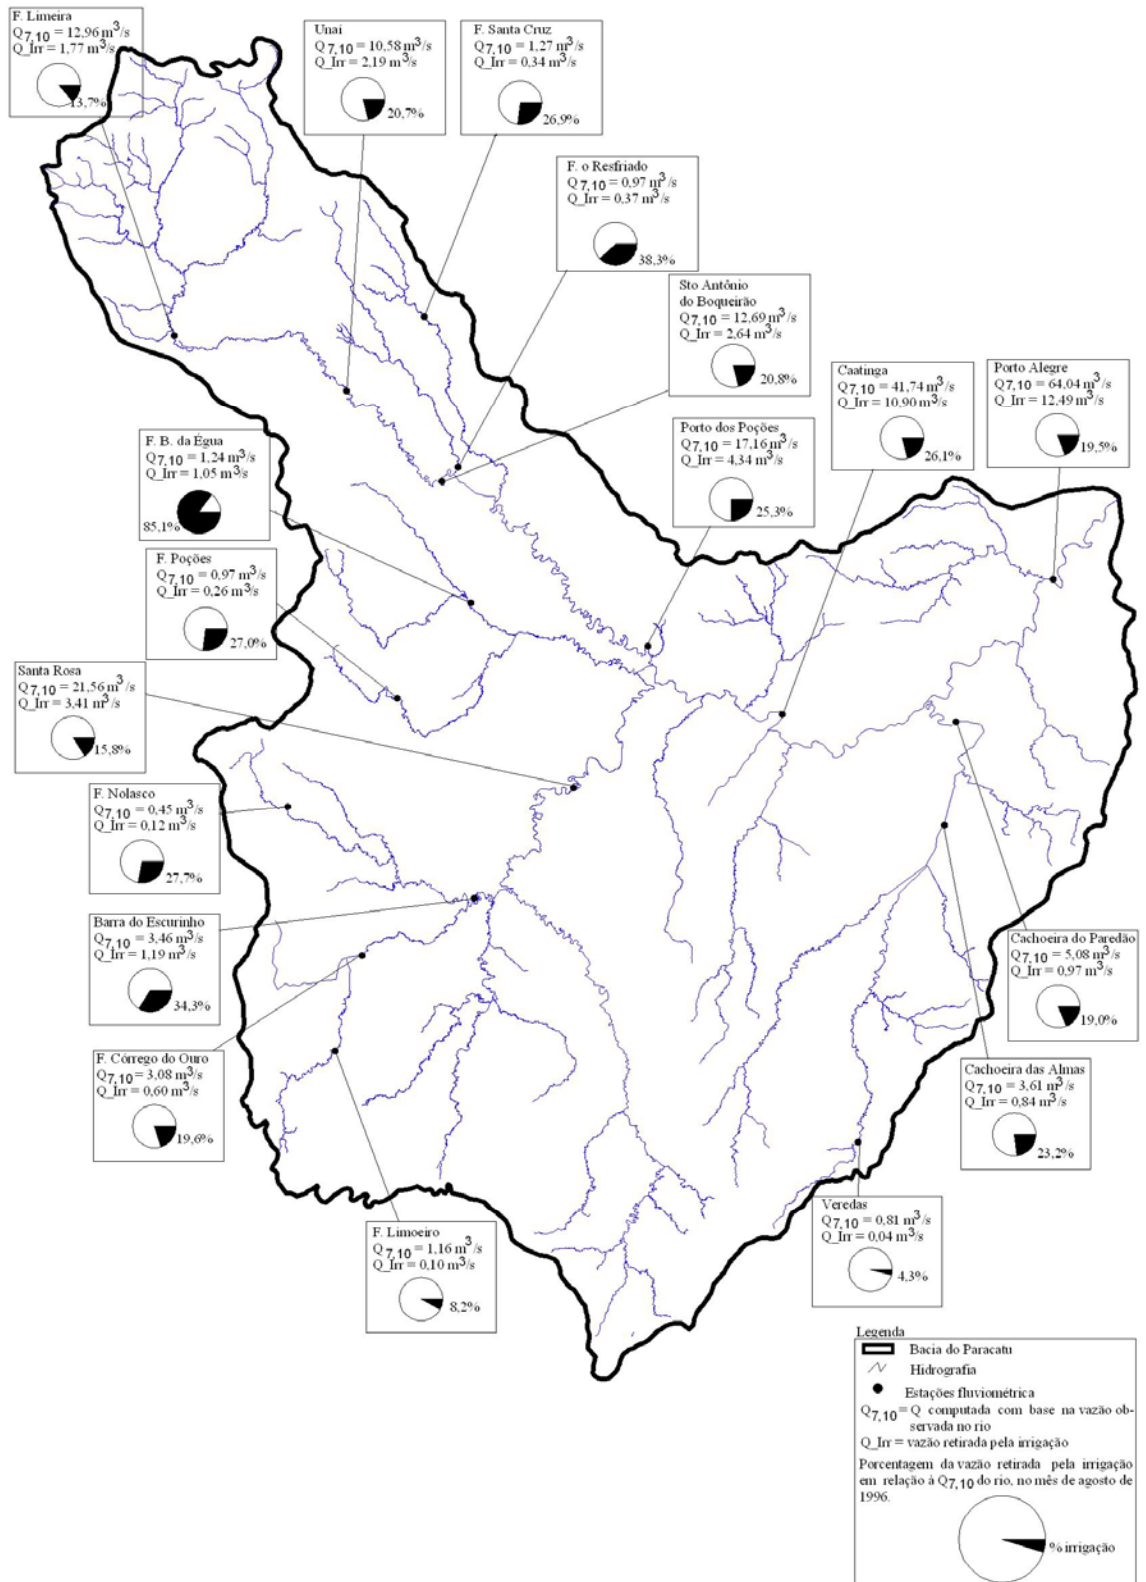 F. Limeira
Q7,10 = 12,96 m3/s
Q_Irr = 1,77 m3/s
13,7%
Unaí
Q7,10 = 10,58 m3/s
Q_Irr = 2,19 m3/s
20,7%
F. Santa Cruz
Q7,10 = 1,27 m3/s
Q_Irr = 0,34 m3/s
26,9%
F. o Resfriado
Q7,10 = 0,97 m3/s
Q_Irr = 0,37 m3/s
38,3%
Sto Antônio
do Boqueirão
Q7,10 = 12,69 m3/s
Q_Irr = 2,64 m3/s
20,8%
Caatinga
Q7,10 = 41,74 m3/s
Q_Irr = 10,90 m3/s
26,1%
Porto Alegre
Q7,10 = 64,04 m3/s
Q_Irr = 12,49 m3/s
19,5%
Porto dos Poções
Q7,10 = 17,16 m3/s
Q_Irr = 4,34 m3/s
25,3%
F. B. da Égua
Q7,10 = 1,24 m3/s
Q_Irr = 1,05 m3/s
85,1%
F. Poções
Q7,10 = 0,97 m3/s
Q_Irr = 0,26 m3/s
27,0%
Santa Rosa
Q7,10 = 21,56 m3/s
Q_Irr = 3,41 m3/s
15,8%
F. Nolasco
Q7,10 = 0,45 m3/s
Q_Irr = 0,12 m3/s
27,7%
Barra do Escurinho
Q7,10 = 3,46 m3/s
Q_Irr = 1,19 m3/s
34,3%
Cachoeira do Paredão
Q7,10 = 5,08 m3/s
Q_Irr = 0,97 m3/s
19,0%
F. Córrego do Ouro
Q7,10 = 3,08 m3/s
Q_Irr = 0,60 m3/s
19,6%
Cachoeira das Almas
Q7,10 = 3,61 m3/s
Q_Irr = 0,84 m3/s
23,2%
Veredas
Q7,10 = 0,81 m3/s
Q_Irr = 0,04 m3/s
4,3%
F. Limoeiro
Q7,10 = 1,16 m3/s
Q_Irr = 0,10 m3/s
8,2%
Legenda
Bacia do Paracatu
Hidrografia
Estações fluviométrica
Q7,10 = Q computada com base na vazão ob-
servada no rio
Q_Irr = vazão retirada pela irrigação
Porcentagem da vazão retirada pela irrigação
em relação à Q7,10 do rio, no mês de agosto de
1996.
% irrigação